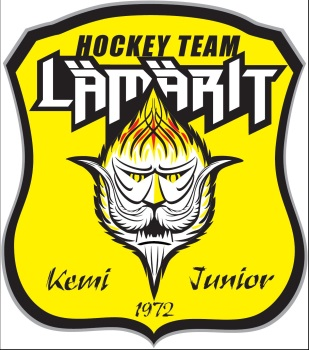 HOCKEY TEAM
LÄMÄRIT
Kemi Junior
1972